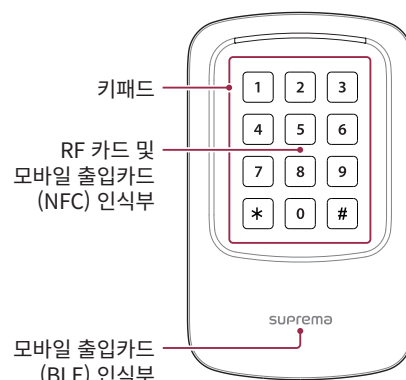 키패드
RF 카드 및
모바일 출입카드
(NFC) 인식부
모바일 출입카드
(BLE) 인식부
1 2 3
4 5 6
7 8 9
* 0 #
suprema